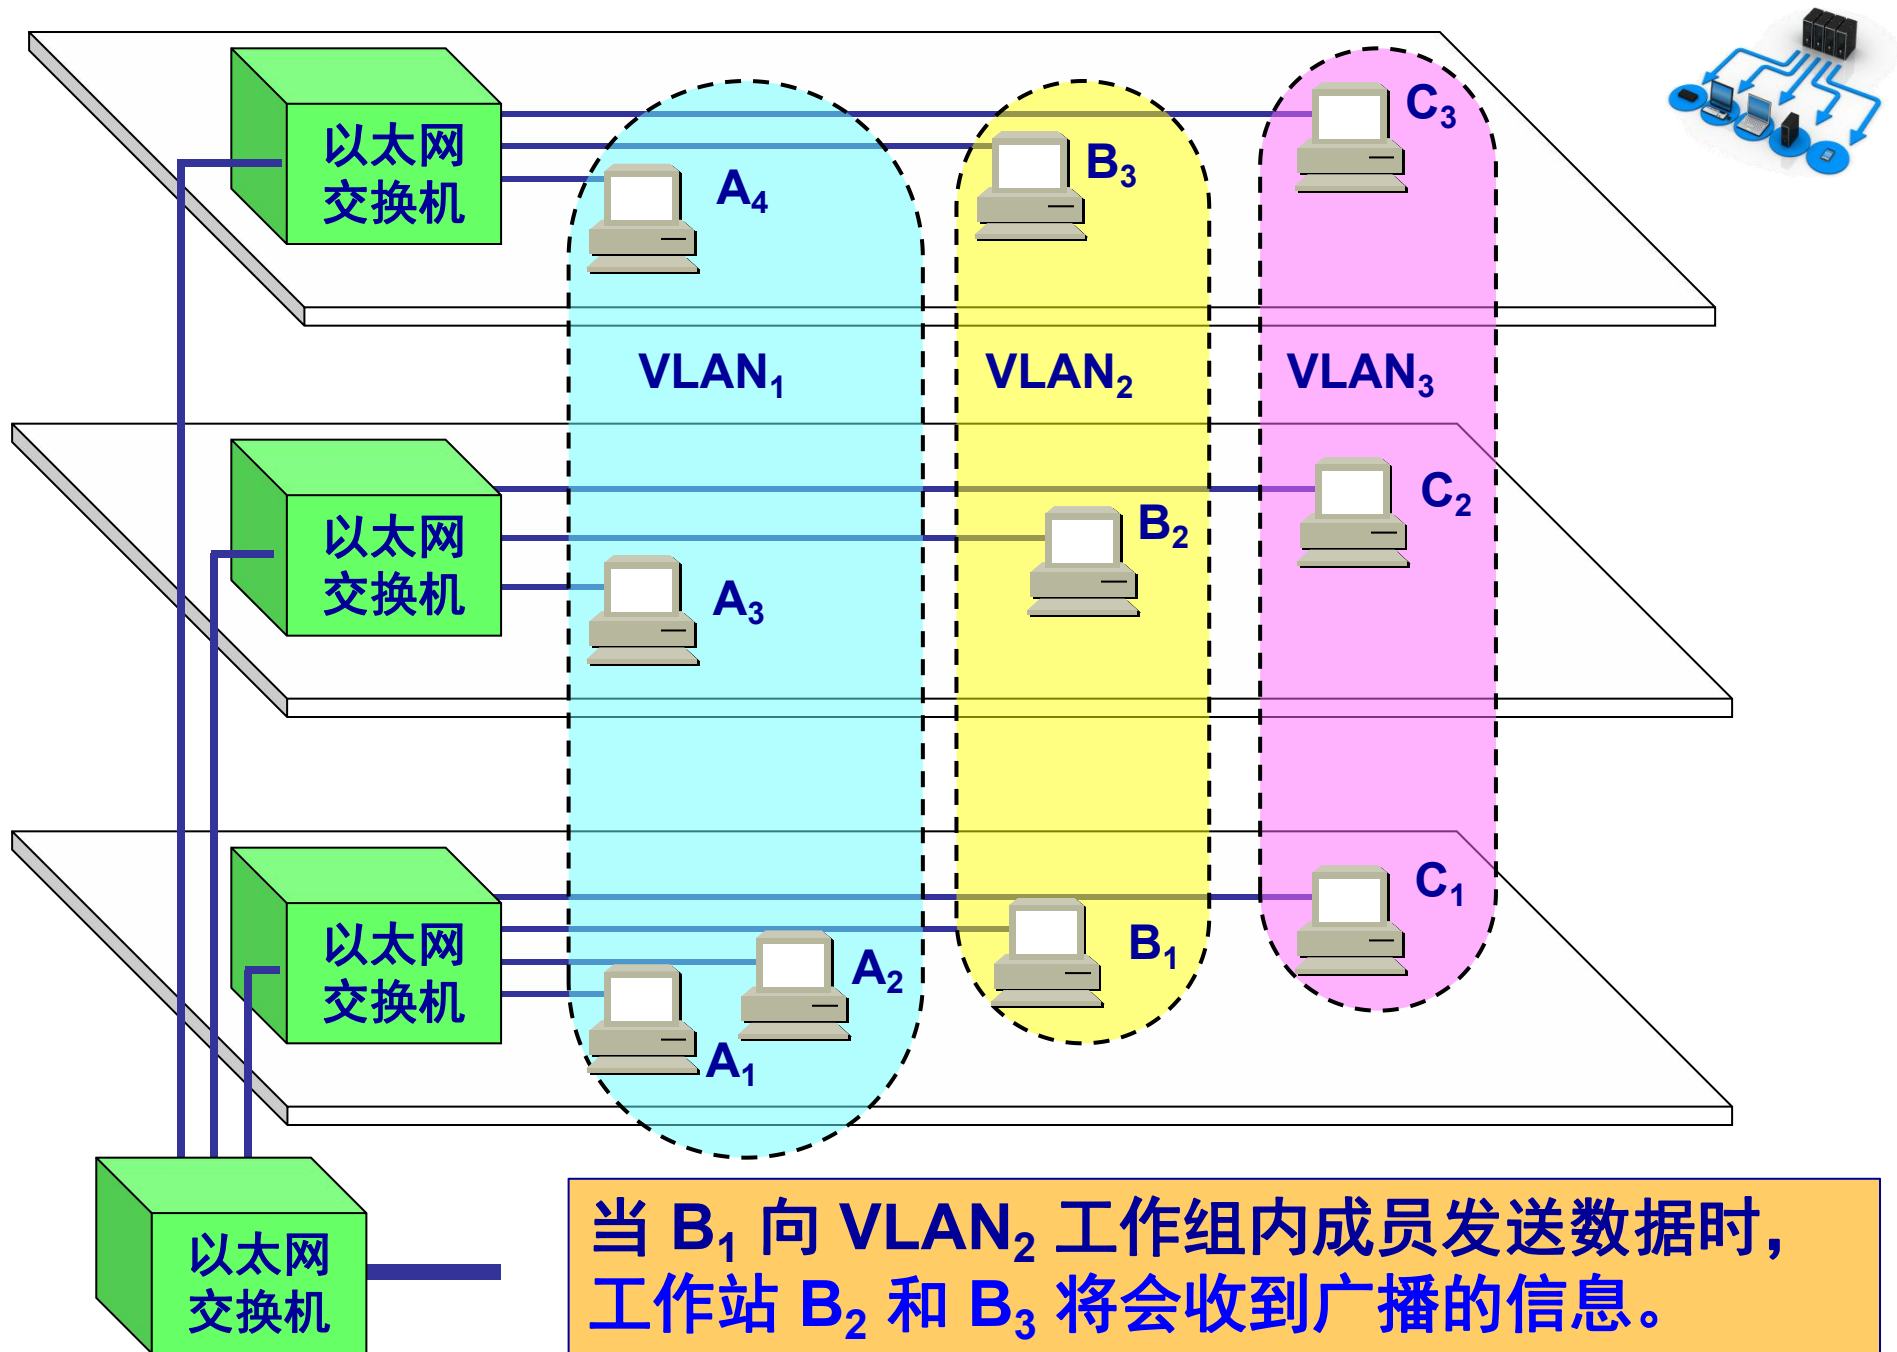 以太网
交换机
A₄
B₃
C₃
VLAN₁
VLAN₂
VLAN₃
以太网
交换机
A₃
B₂
C₂
以太网
交换机
A₁
A₂
B₁
C₁
以太网
交换机
当 B₁ 向 VLAN₂ 工作组内成员发送数据时，
工作站 B₂ 和 B₃ 将会收到广播的信息。